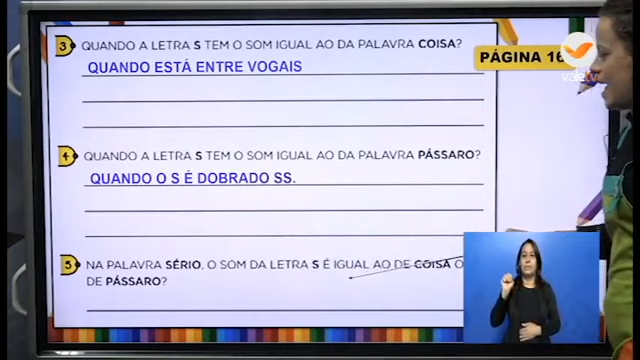 3 QUANDO A LETRA S TEM O SOM IGUAL AO DA PALAVRA COISA?
QUANDO ESTÁ ENTRE VOGAIS
PÁGINA 16
vale tv
4 QUANDO A LETRA S TEM O SOM IGUAL AO DA PALAVRA PÁSSARO?
QUANDO O S É DOBRADO SS.
5 NA PALAVRA SÉRIO, O SOM DA LETRA S É IGUAL AO DE COISA O
DE PÁSSARO?